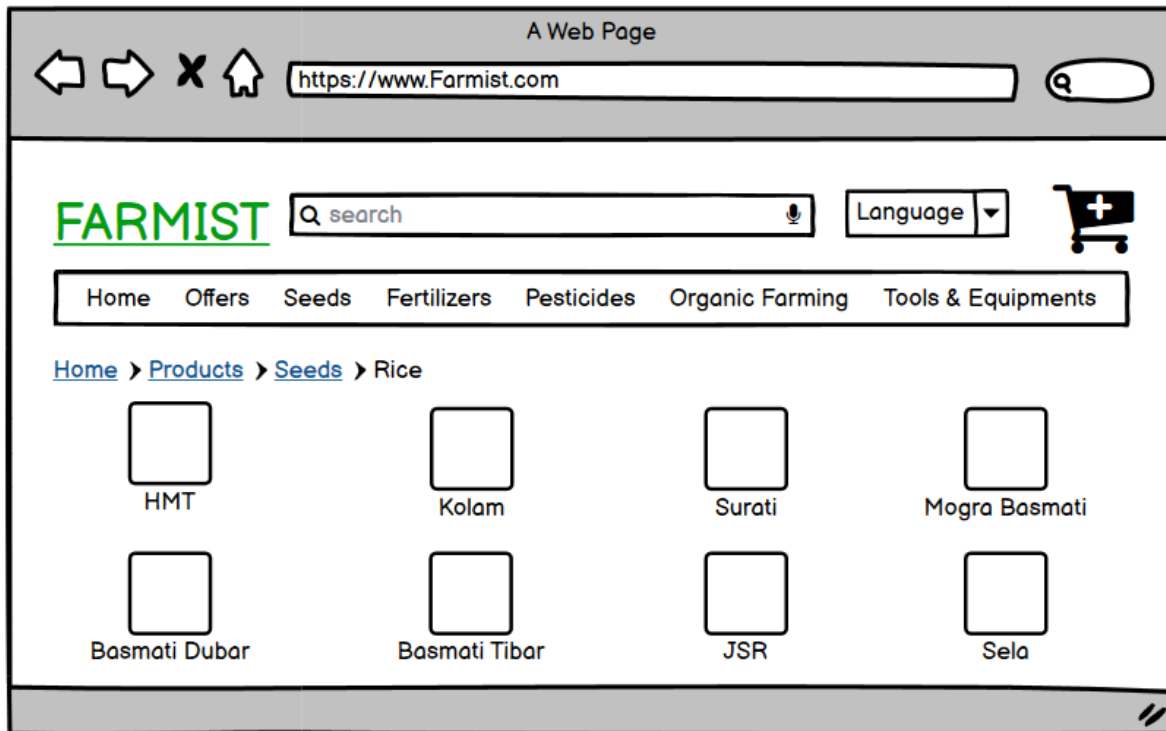 A Web Page
https://www.Farmist.com
FARMIST search Language
Home Offers Seeds Fertilizers Pesticides Organic Farming Tools & Equipments
Home Products Seeds Rice
HMT Kolam Surati Mogra Basmati
Basmati Dubar Basmati Tibar JSR Sela